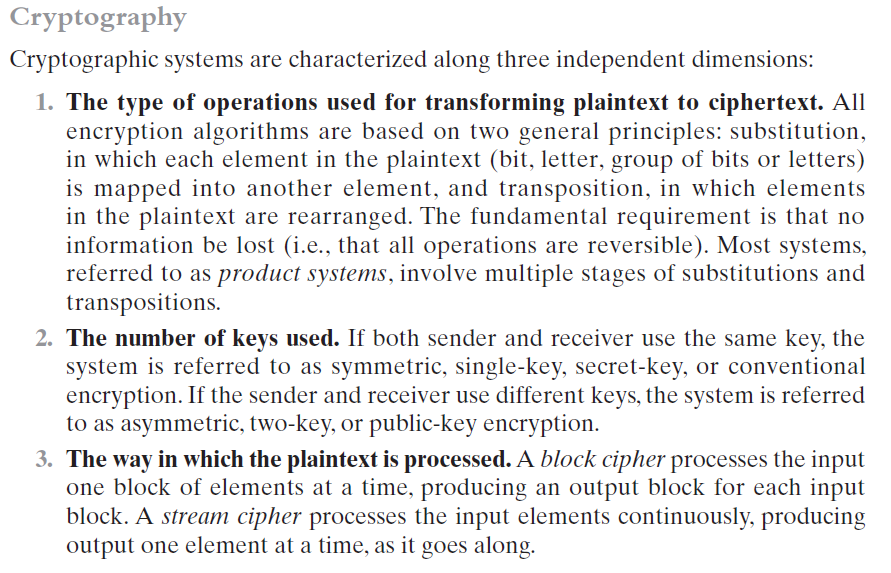 Cryptography
Cryptographic systems are characterized along three independent dimensions:
1. The type of operations used for transforming plaintext to ciphertext. All
encryption algorithms are based on two general principles: substitution,
in which each element in the plaintext (bit, letter, group of bits or letters)
is mapped into another element, and transposition, in which elements
in the plaintext are rearranged. The fundamental requirement is that no
information be lost (i.e., that all operations are reversible). Most systems,
referred to as product systems, involve multiple stages of substitutions and
transpositions.
2. The number of keys used. If both sender and receiver use the same key, the
system is referred to as symmetric, single-key, secret-key, or conventional
encryption. If the sender and receiver use different keys, the system is referred
to as asymmetric, two-key, or public-key encryption.
3. The way in which the plaintext is processed. A block cipher processes the input
one block of elements at a time, producing an output block for each input
block. A stream cipher processes the input elements continuously, producing
output one element at a time, as it goes along.